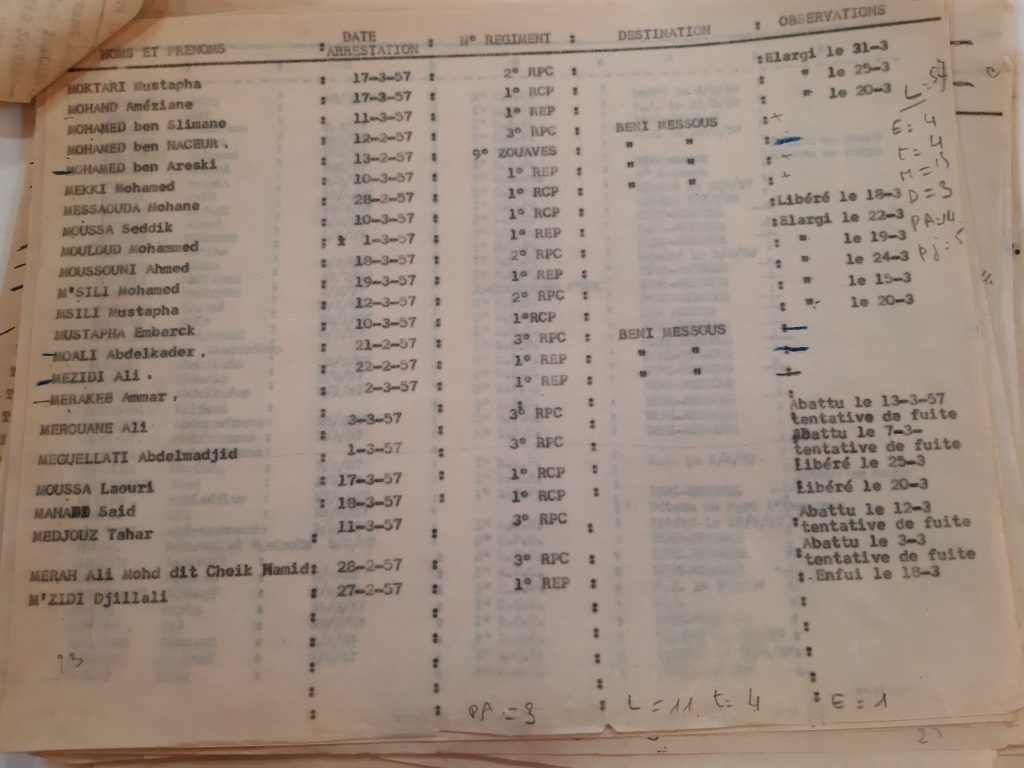 NOMS ET PRENOMS : DATE ARRESTATION : N° REGIMENT : DESTINATION : OBSERVATIONS
MOKTARI Mustapha : 17-3-57 : 2° RPC : : Elargi le 31-3
MOHAND Améziane : 17-3-57 : 1° RCP : : " le 25-3
MOHAMED ben Slimane : 11-3-57 : 1° REP : : " le 20-3
MOHAMED ben NACEUR. : 12-2-57 : 3° RPC : BENI MESSOUS : +
MOHAMED ben Areski : 13-2-57 : 9° ZOUAVES : " " :
MEKKI Mohamed : 10-3-57 : 1° REP : " " : +
MESSAOUDA Mohane : 28-2-57 : 1° RCP : : Libéré le 18-3
MOUSSA Seddik : 10-3-57 : 1° RCP : : Elargi le 22-3
MOULOUD Mohammed : 1-3-57 : 1° REP : : " le 19-3
MOUSSOUNI Ahmed : 18-3-57 : 2° RPC : : " le 24-3
M'SILI Mohamed : 19-3-57 : 1° REP : : " le 15-3
MSILI Mustapha : 12-3-57 : 2° RPC : : " le 20-3
MUSTAPHA Embarck : 10-3-57 : 1°RCP : :
MOALI Abdelkader. : 21-2-57 : 3° RPC : BENI MESSOUS :
MEZIDI Ali. : 22-2-57 : 1° REP : " " :
MERAKEB Ammar. : 2-3-57 : 1° REP : " " :
MEROUANE Ali : 3-3-57 : 3° RPC : : Abattu le 13-3-57
tentative de fuite
MEGUELLATI Abdelmadjid : 1-3-57 : 3° RPC : : Abattu le 7-3-
tentative de fuite
MOUSSA Laouri : 17-3-57 : 1° RCP : : Libéré le 25-3
MAHADD Said : 18-3-57 : 1° RCP : : Libéré le 20-3
MEDJOUZ Tahar : 11-3-57 : 3° RPC : : Abattu le 12-3
tentative de fuite
MERAH Ali Mohd dit Cheik Hamid: 28-2-57 : 3° RPC : : Abattu le 3-3
tentative de fuite
M'ZIDI Djillali : 27-2-57 : 1° REP : : Enfui le 18-3
L=57
E=4
t=4
M=15
D=3
PA=14
Pj=5
23
PA=3 L=11 t=4 E=1